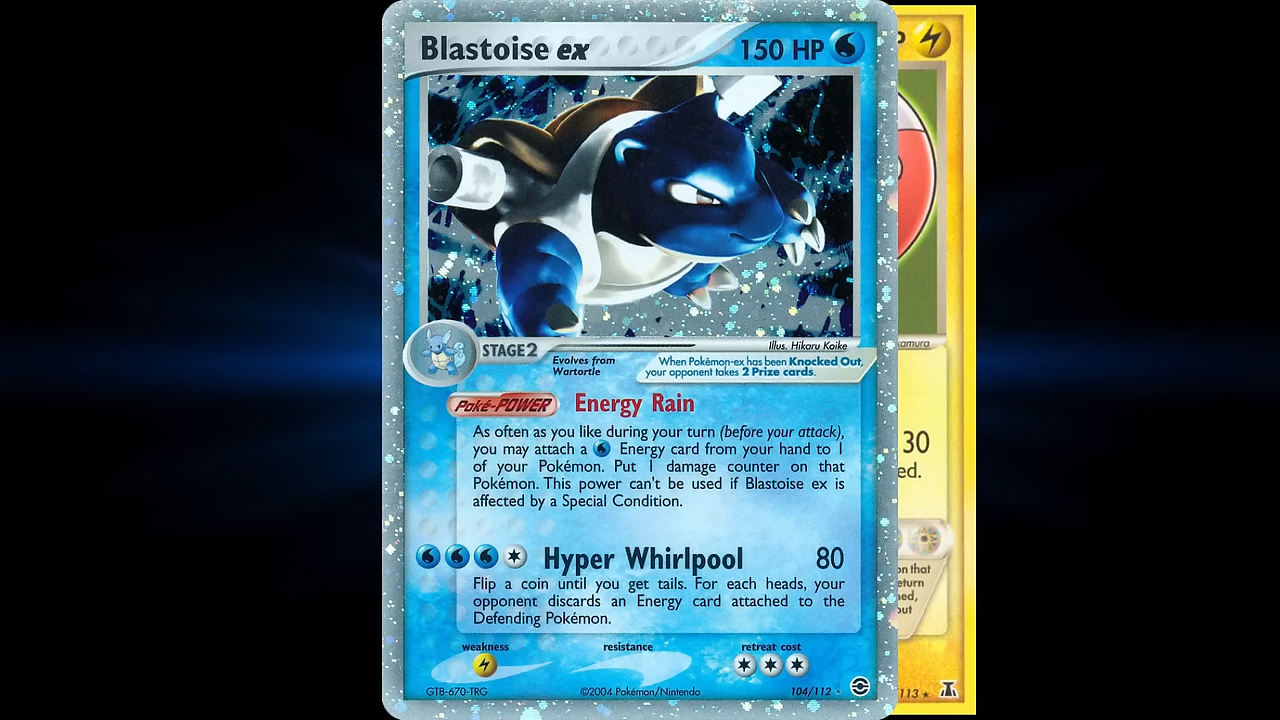 Blastoise ex 150 HP
Illus. Hikaru Koike
STAGE2
Evolves from
Wartortle
When Pokémon-ex has been Knocked Out,
your opponent takes 2 Prize cards.
Poké-POWER Energy Rain
As often as you like during your turn (before your attack),
you may attach a Energy card from your hand to 1
of your Pokémon. Put 1 damage counter on that
Pokémon. This power can't be used if Blastoise ex is
affected by a Special Condition.
Hyper Whirlpool 80
Flip a coin until you get tails. For each heads, your
opponent discards an Energy card attached to the
Defending Pokémon.
weakness resistance retreat cost
GT8-670-TRG ©2004 Pokémon/Nintendo 104/112
30
ed.
on that
113